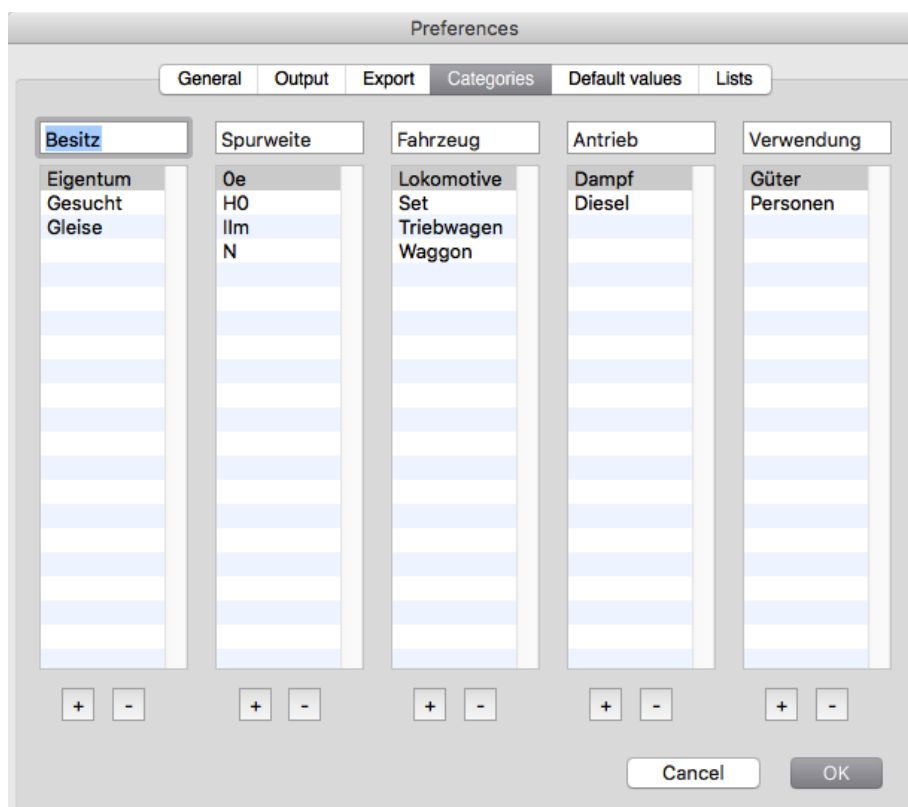 Preferences
General Output Export Categories Default values Lists
Besitz Spurweite Fahrzeug Antrieb Verwendung
Eigentum 0e Lokomotive Dampf Güter
Gesucht H0 Set Diesel Personen
Gleise IIm Triebwagen
N Waggon
+ - + - + - + - + -
Cancel OK